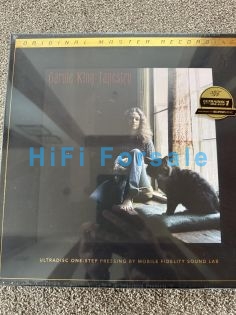 ORIGINAL MASTER RECORDING
Carole King Tapestry
HiFi Forsale
ULTRADISC ONE-STEP PRESSING BY MOBILE FIDELITY SOUND LAB